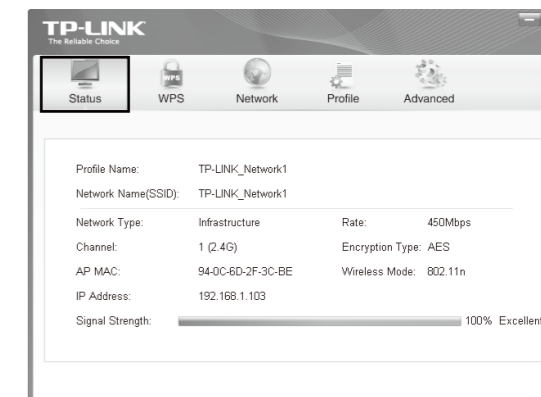 TP-LINK
The Reliable Choice
WPS
Status WPS Network Profile Advanced
Profile Name: TP-LINK_Network1
Network Name(SSID): TP-LINK_Network1
Network Type: Infrastructure Rate: 450Mbps
Channel: 1 (2.4G) Encryption Type: AES
AP MAC: 94-0C-6D-2F-3C-BE Wireless Mode: 802.11n
IP Address: 192.168.1.103
Signal Strength: 100% Excellent